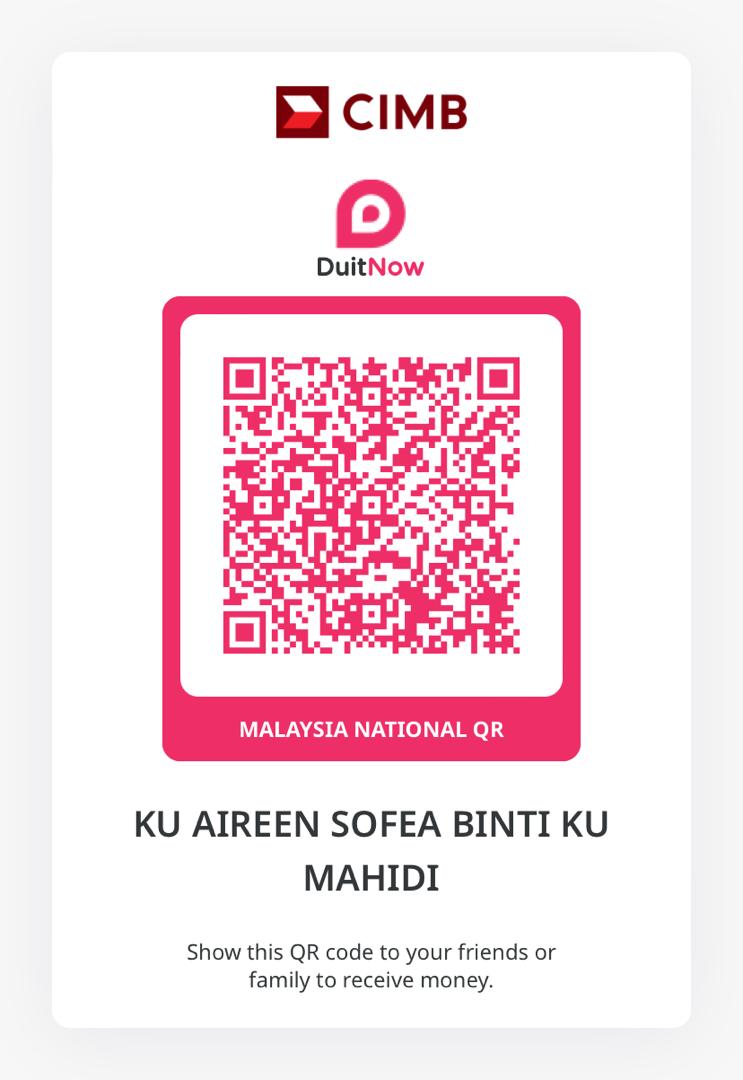 CIMB
DuitNow
MALAYSIA NATIONAL QR
KU AIREEN SOFEA BINTI KU
MAHIDI
Show this QR code to your friends or
family to receive money.